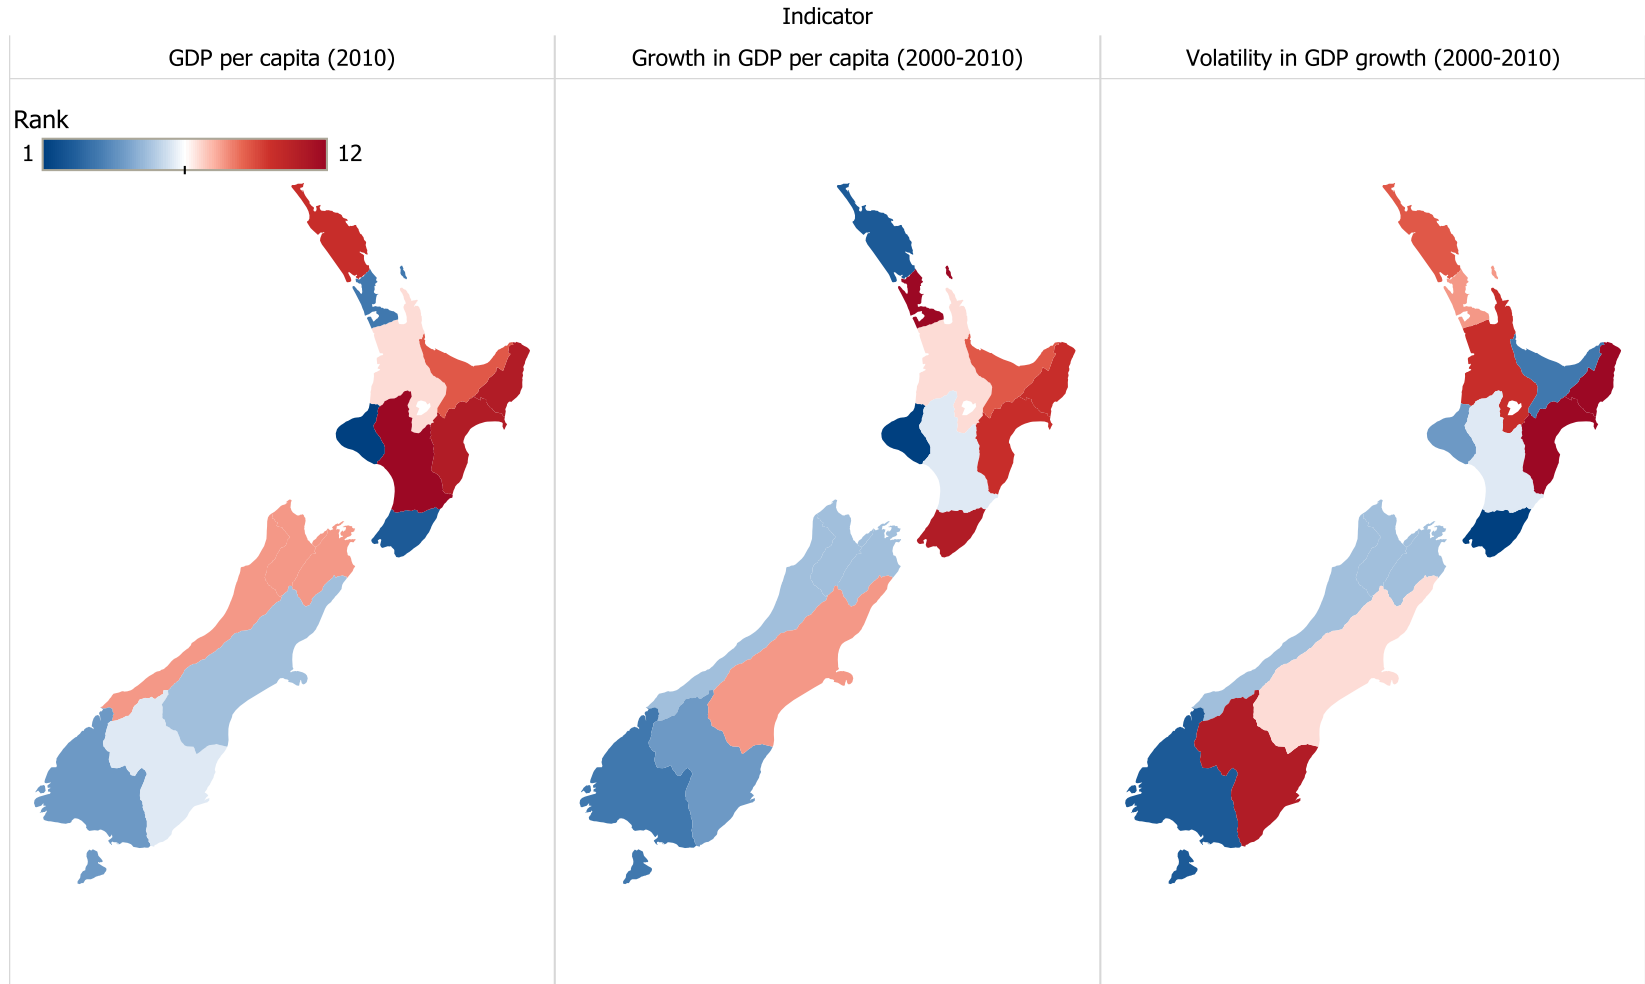 Indicator
GDP per capita (2010)
Growth in GDP per capita (2000-2010)
Volatility in GDP growth (2000-2010)
Rank
1
12